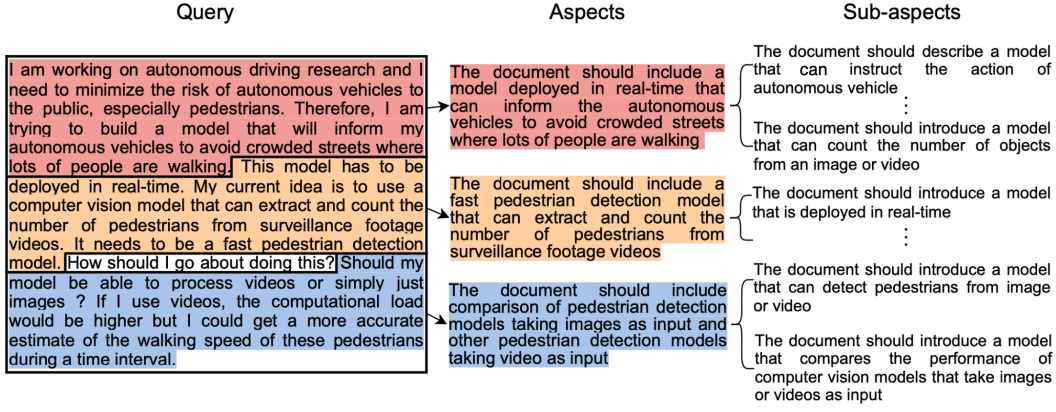 Query
I am working on autonomous driving research and I
need to minimize the risk of autonomous vehicles to
the public, especially pedestrians. Therefore, I am
trying to build a model that will inform my
autonomous vehicles to avoid crowded streets where
lots of people are walking. This model has to be
deployed in real-time. My current idea is to use a
computer vision model that can extract and count the
number of pedestrians from surveillance footage
videos. It needs to be a fast pedestrian detection
model. How should I go about doing this? Should my
model be able to process videos or simply just
images ? If I use videos, the computational load
would be higher but I could get a more accurate
estimate of the walking speed of these pedestrians
during a time interval.
Aspects
The document should include a
model deployed in real-time that
can inform the autonomous
vehicles to avoid crowded streets
where lots of people are walking
The document should include a
fast pedestrian detection model
that can extract and count the
number of pedestrians from
surveillance footage videos
The document should include
comparison of pedestrian detection
models taking images as input and
other pedestrian detection models
taking video as input
Sub-aspects
The document should describe a model
that can instruct the action of
autonomous vehicle
The document should introduce a model
that can count the number of objects
from an image or video
The document should introduce a model
that is deployed in real-time
The document should introduce a model
that can detect pedestrians from image
or video
The document should introduce a model
that compares the performance of
computer vision models that take images
or videos as input